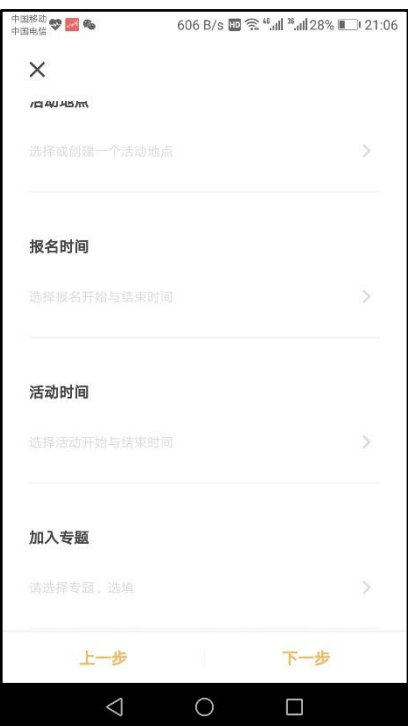 中国移动
中国电信
606 B/s HD 46 36 28% 21:06
活动地点
选择或创建一个活动地点
报名时间
选择报名开始与结束时间
活动时间
选择活动开始与结束时间
加入专题
请选择专题，选填
上一步
下一步